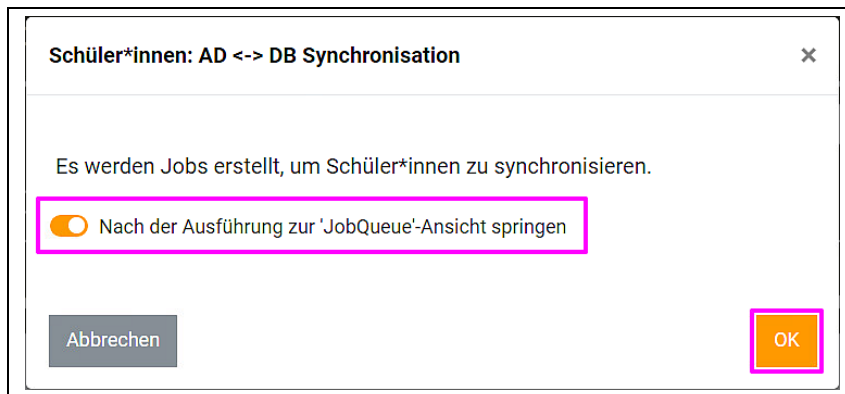 Schüler*innen: AD <-> DB Synchronisation ×
Es werden Jobs erstellt, um Schüler*innen zu synchronisieren.
Nach der Ausführung zur 'JobQueue'-Ansicht springen
Abbrechen
OK